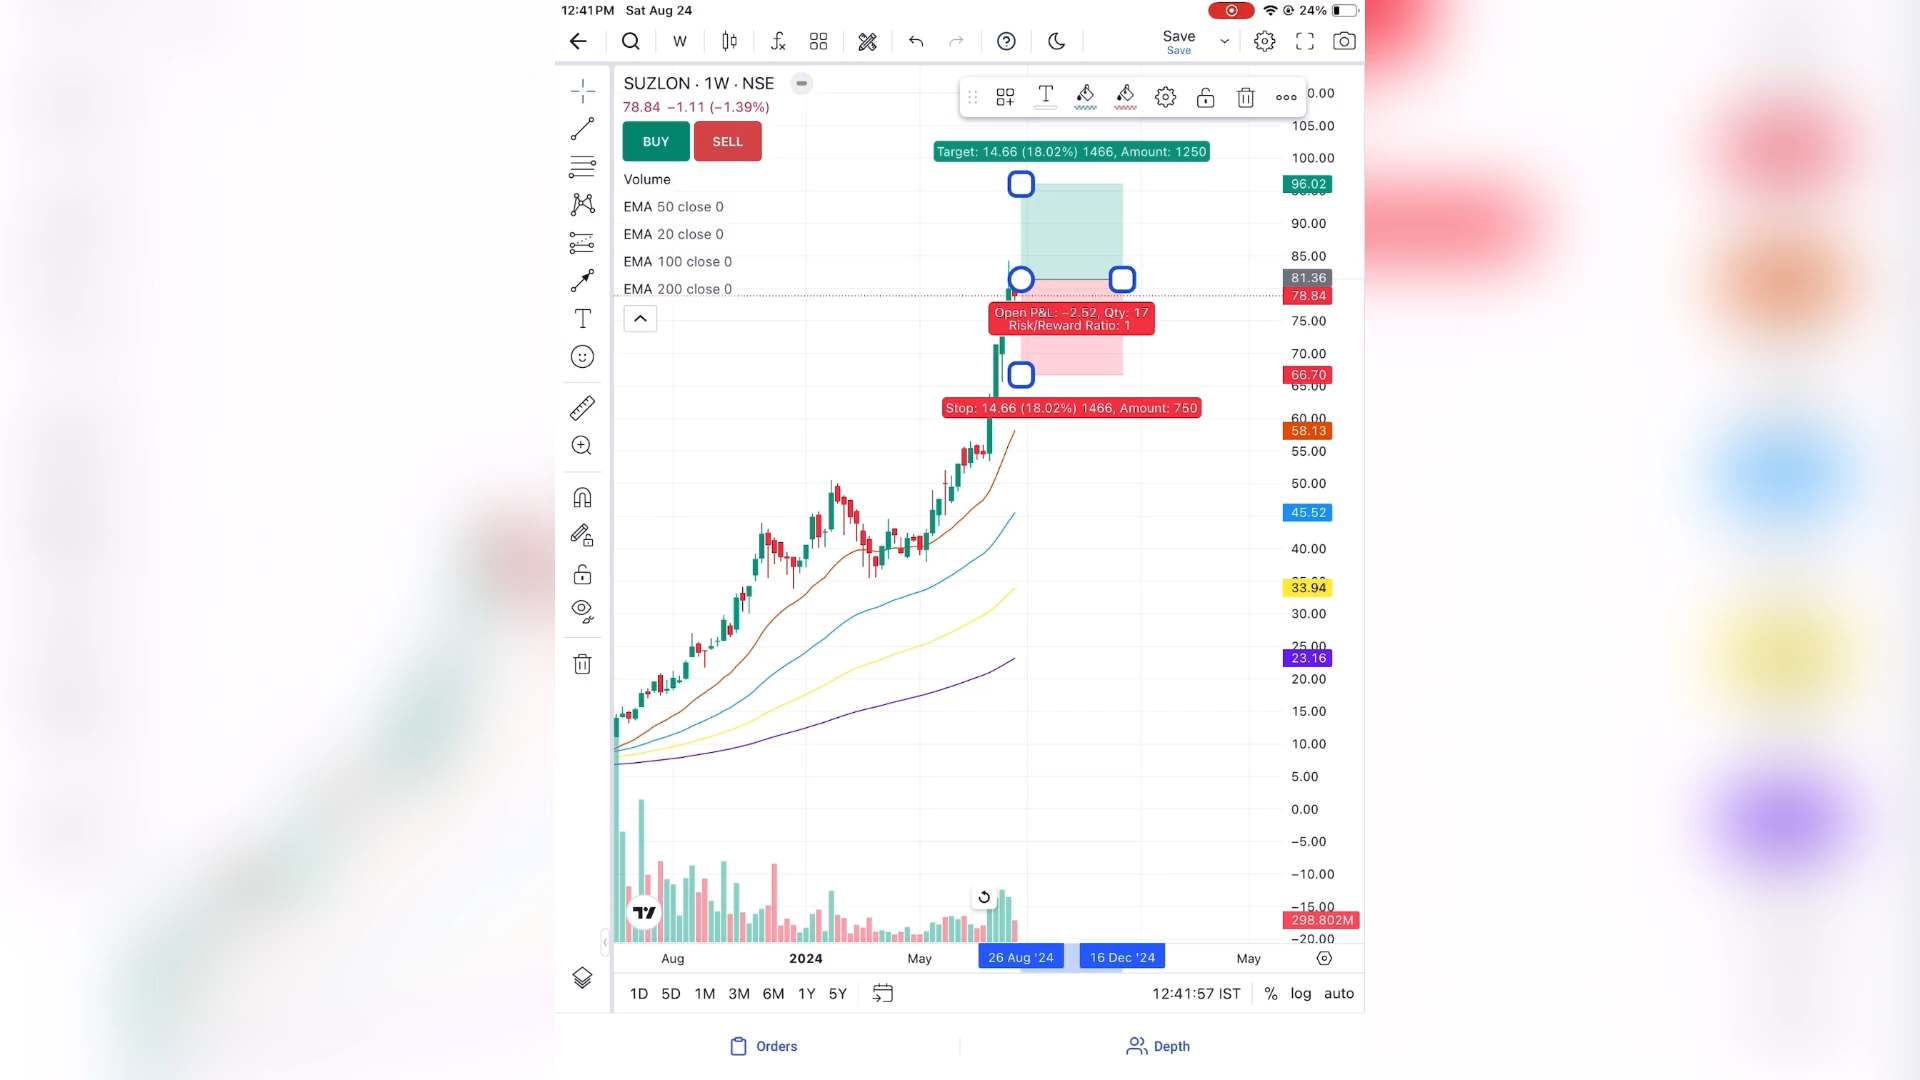 12:41PM Sat Aug 24
24%
W
Save
Save
SUZLON · 1W · NSE
78.84 −1.11 (−1.39%)
BUY
SELL
Volume
EMA 50 close 0
EMA 20 close 0
EMA 100 close 0
EMA 200 close 0
Target: 14.66 (18.02%) 1466, Amount: 1250
Open P&L: −2.52, Qty: 17
Risk/Reward Ratio: 1
Stop: 14.66 (18.02%) 1466, Amount: 750
105.00
100.00
96.02
90.00
85.00
81.36
78.84
75.00
70.00
66.70
65.00
60.00
58.13
55.00
50.00
45.52
40.00
33.94
30.00
25.00
23.16
20.00
15.00
10.00
5.00
0.00
−5.00
−10.00
−15.00
298.802M
−20.00
Aug
2024
May
26 Aug '24
16 Dec '24
May
1D
5D
1M
3M
6M
1Y
5Y
12:41:57 IST
%
log
auto
Orders
Depth